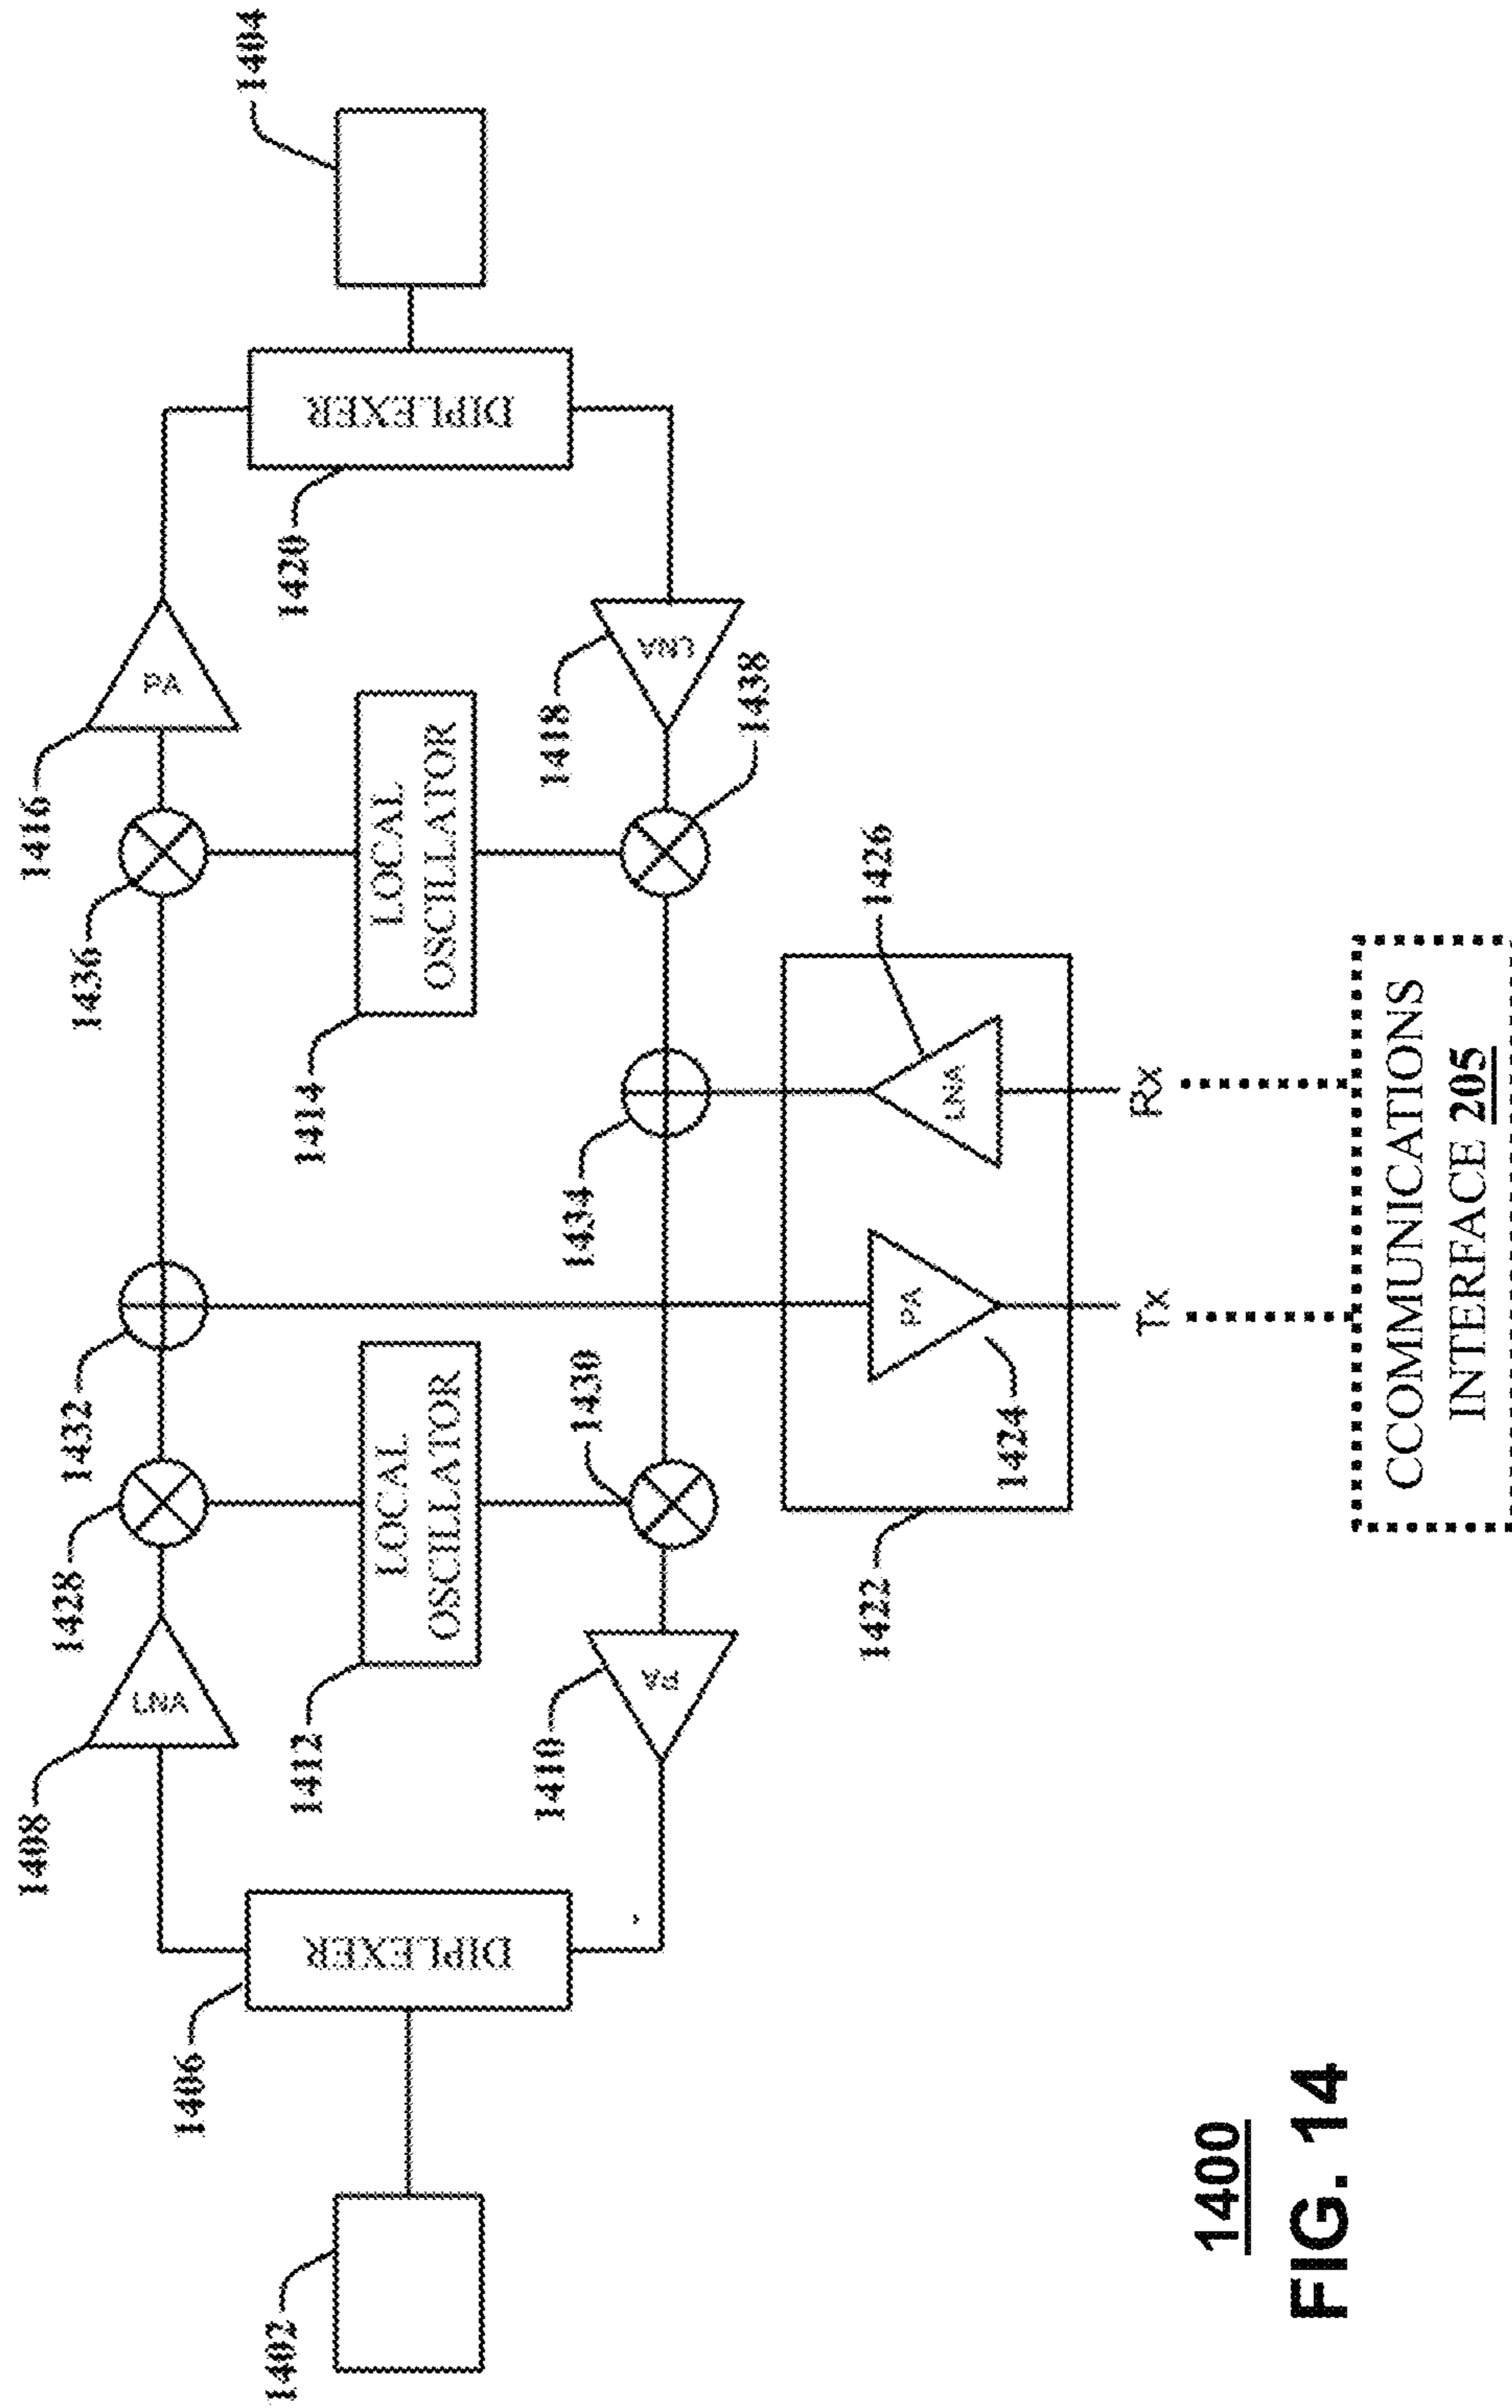 1404
1416
PA
1436
1420
DIPLEXER
LOCAL
OSCILLATOR
1414
1418
LNA
1438
1432
1434
1426
LNA
Rx
1428
LNA
1408
LOCAL
OSCILLATOR
1412
1430
PA
1410
PA
1424
Tx
1422
CCOMMUNICATIONS
INTERFACE 205
1406
DIPLEXER
1402
1400
FIG. 14